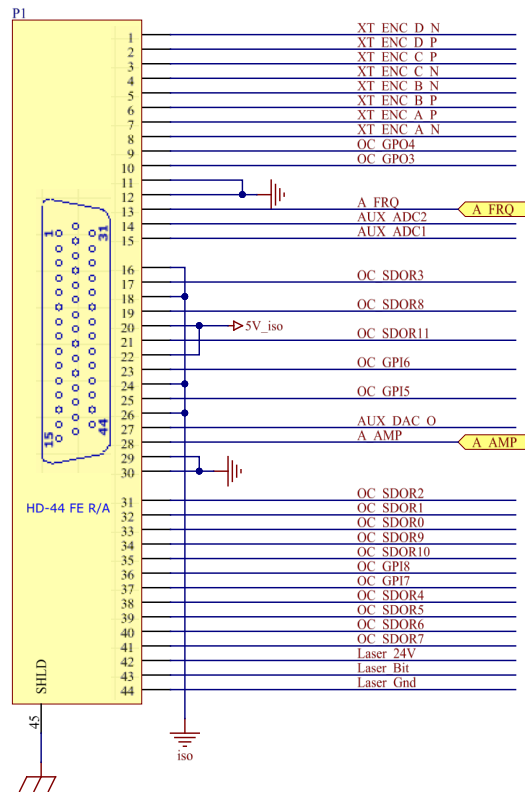 P1
1 XT_ENC_D_N
2 XT_ENC_D_P
3 XT_ENC_C_P
4 XT_ENC_C_N
5 XT_ENC_B_N
6 XT_ENC_B_P
7 XT_ENC_A_P
8 XT_ENC_A_N
9 OC_GPO4
10 OC_GPO3
11
12
13 A_FRQ A_FRQ
14 AUX_ADC2
15 AUX_ADC1
16
17 OC_SDOR3
18
19 OC_SDOR8
20 5V_iso
21 OC_SDOR11
22
23 OC_GPI6
24
25 OC_GPI5
26
27 AUX_DAC_O
28 A_AMP A_AMP
29
30
1 31
15 44
HD-44 FE R/A
31 OC_SDOR2
32 OC_SDOR1
33 OC_SDOR0
34 OC_SDOR9
35 OC_SDOR10
36 OC_GPI8
37 OC_GPI7
38 OC_SDOR4
39 OC_SDOR5
40 OC_SDOR6
41 OC_SDOR7
42 Laser_24V
43 Laser_Bit
44 Laser_Gnd
SHLD
45
iso